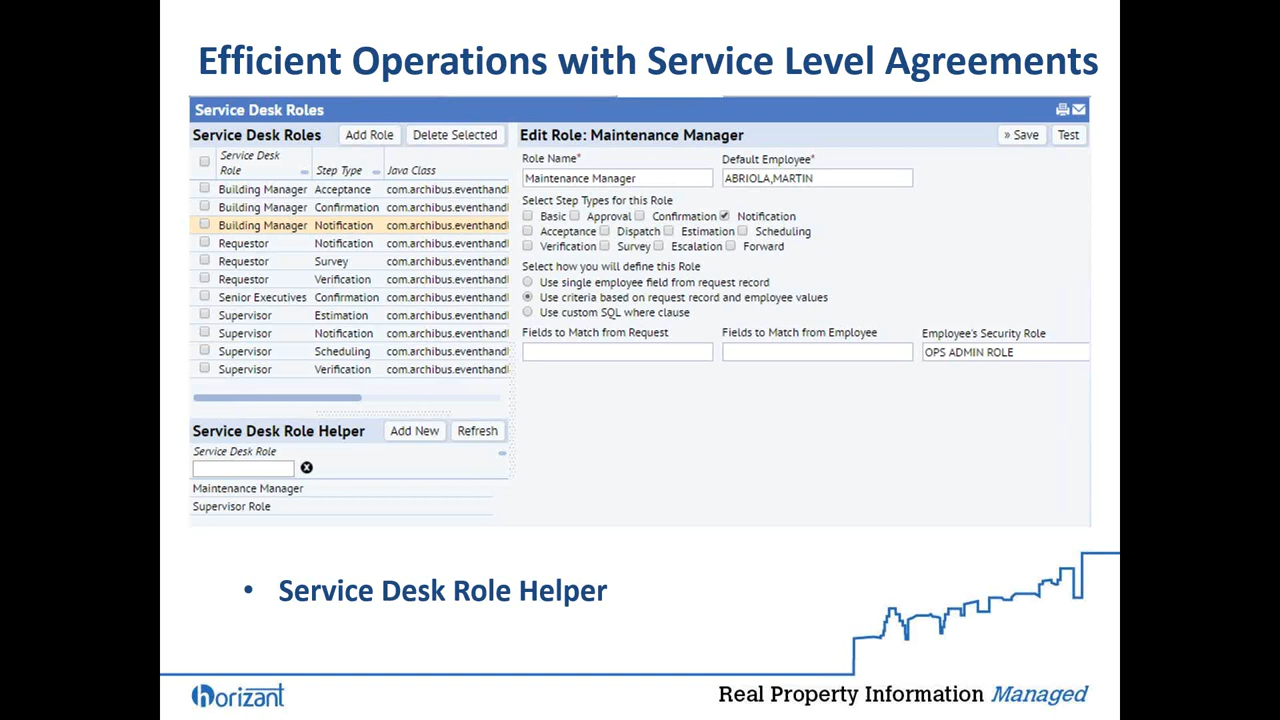 Efficient Operations with Service Level Agreements
Service Desk Roles
Service Desk Roles Add Role Delete Selected
Service Desk Role Step Type Java Class
Building Manager Acceptance com.archibus.eventhandl
Building Manager Confirmation com.archibus.eventhandl
Building Manager Notification com.archibus.eventhandl
Requestor Notification com.archibus.eventhandl
Requestor Survey com.archibus.eventhandl
Requestor Verification com.archibus.eventhandl
Senior Executives Confirmation com.archibus.eventhandl
Supervisor Estimation com.archibus.eventhandl
Supervisor Notification com.archibus.eventhandl
Supervisor Scheduling com.archibus.eventhandl
Supervisor Verification com.archibus.eventhandl
Service Desk Role Helper Add New Refresh
Service Desk Role
Maintenance Manager
Supervisor Role
Edit Role: Maintenance Manager » Save Test
Role Name* Default Employee*
Maintenance Manager ABRIOLA,MARTIN
Select Step Types for this Role
Basic Approval Confirmation Notification
Acceptance Dispatch Estimation Scheduling
Verification Survey Escalation Forward
Select how you will define this Role
Use single employee field from request record
Use criteria based on request record and employee values
Use custom SQL where clause
Fields to Match from Request Fields to Match from Employee Employee's Security Role
OPS ADMIN ROLE
• Service Desk Role Helper
horizant
Real Property Information Managed